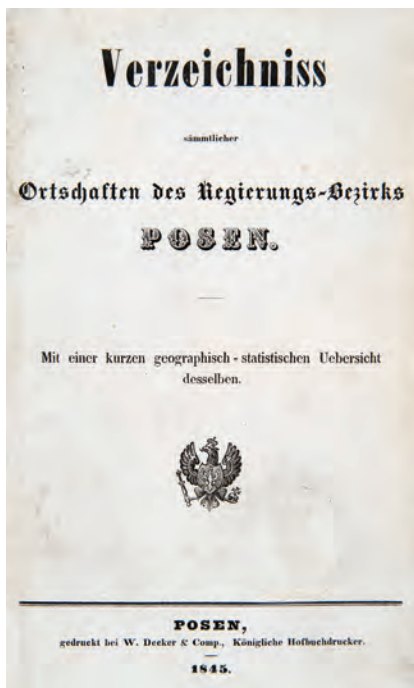 Verzeichniss
sämmtlicher
Ortschaften des Regierungs-Bezirks
POSEN.
Mit einer kurzen geographisch-statistischen Uebersicht
desselben.
POSEN,
gedruckt bei W. Decker & Comp., Königliche Hofbuchdrucker.
1845.